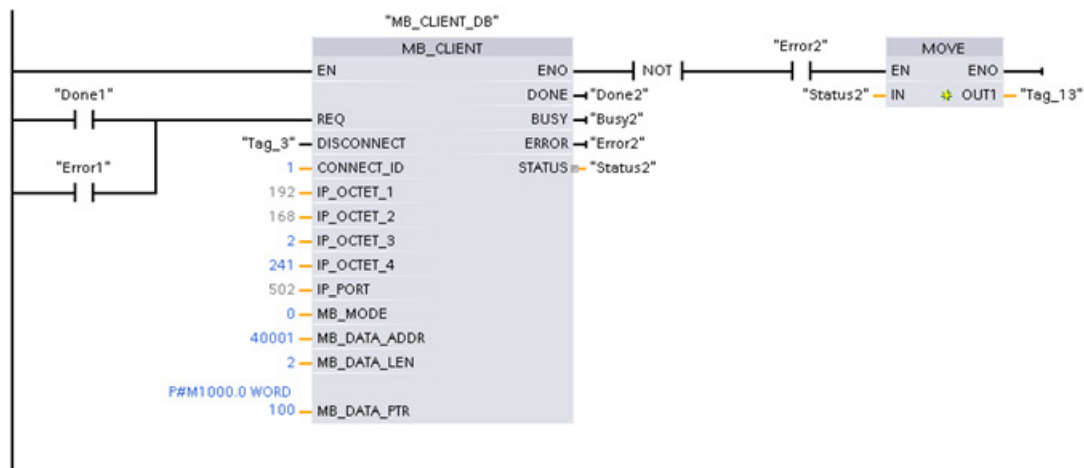 "MB_CLIENT_DB"
MB_CLIENT
EN ENO NOT "Error2" MOVE EN ENO
"Status2" IN OUT1 "Tag_13"
DONE "Done2"
"Done1" REQ BUSY "Busy2"
"Tag_3" DISCONNECT ERROR "Error2"
"Error1" 1 CONNECT_ID STATUS "Status2"
192 IP_OCTET_1
168 IP_OCTET_2
2 IP_OCTET_3
241 IP_OCTET_4
502 IP_PORT
0 MB_MODE
40001 MB_DATA_ADDR
2 MB_DATA_LEN
P#M1000.0 WORD
100 MB_DATA_PTR